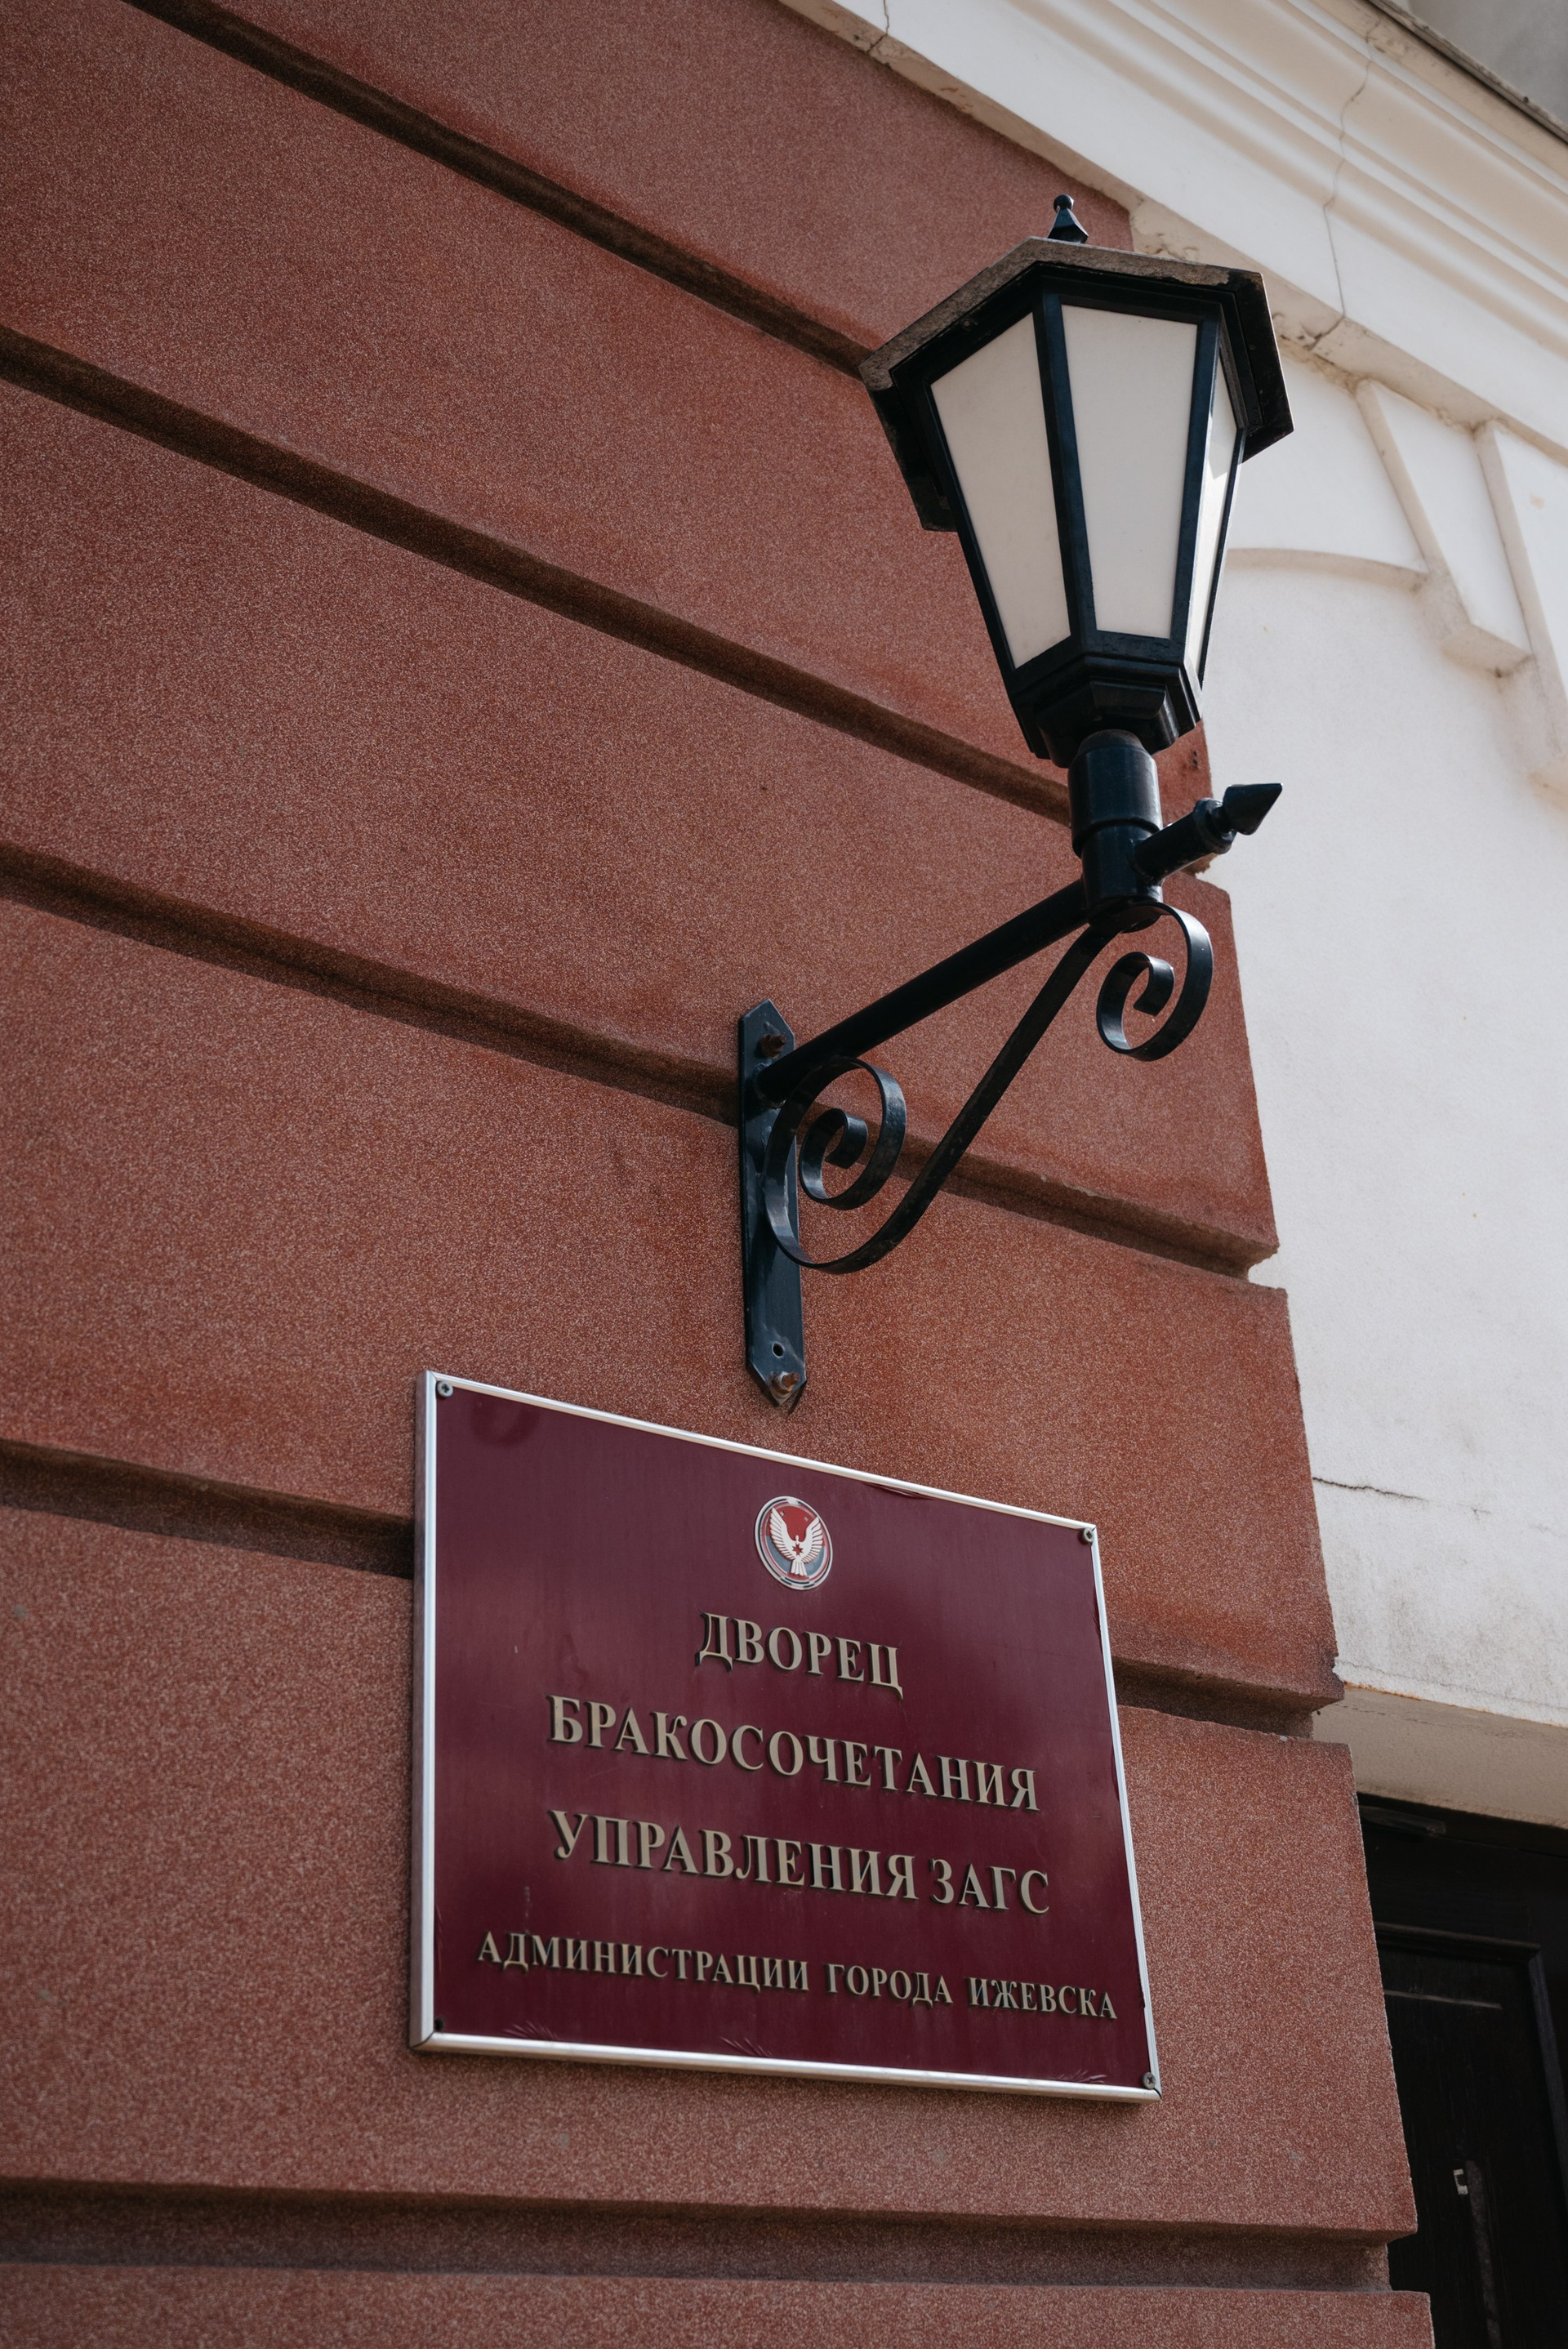 ДВОРЕЦ
БРАКОСОЧЕТАНИЯ
УПРАВЛЕНИЯ ЗАГС
АДМИНИСТРАЦИИ ГОРОДА ИЖЕВСКА